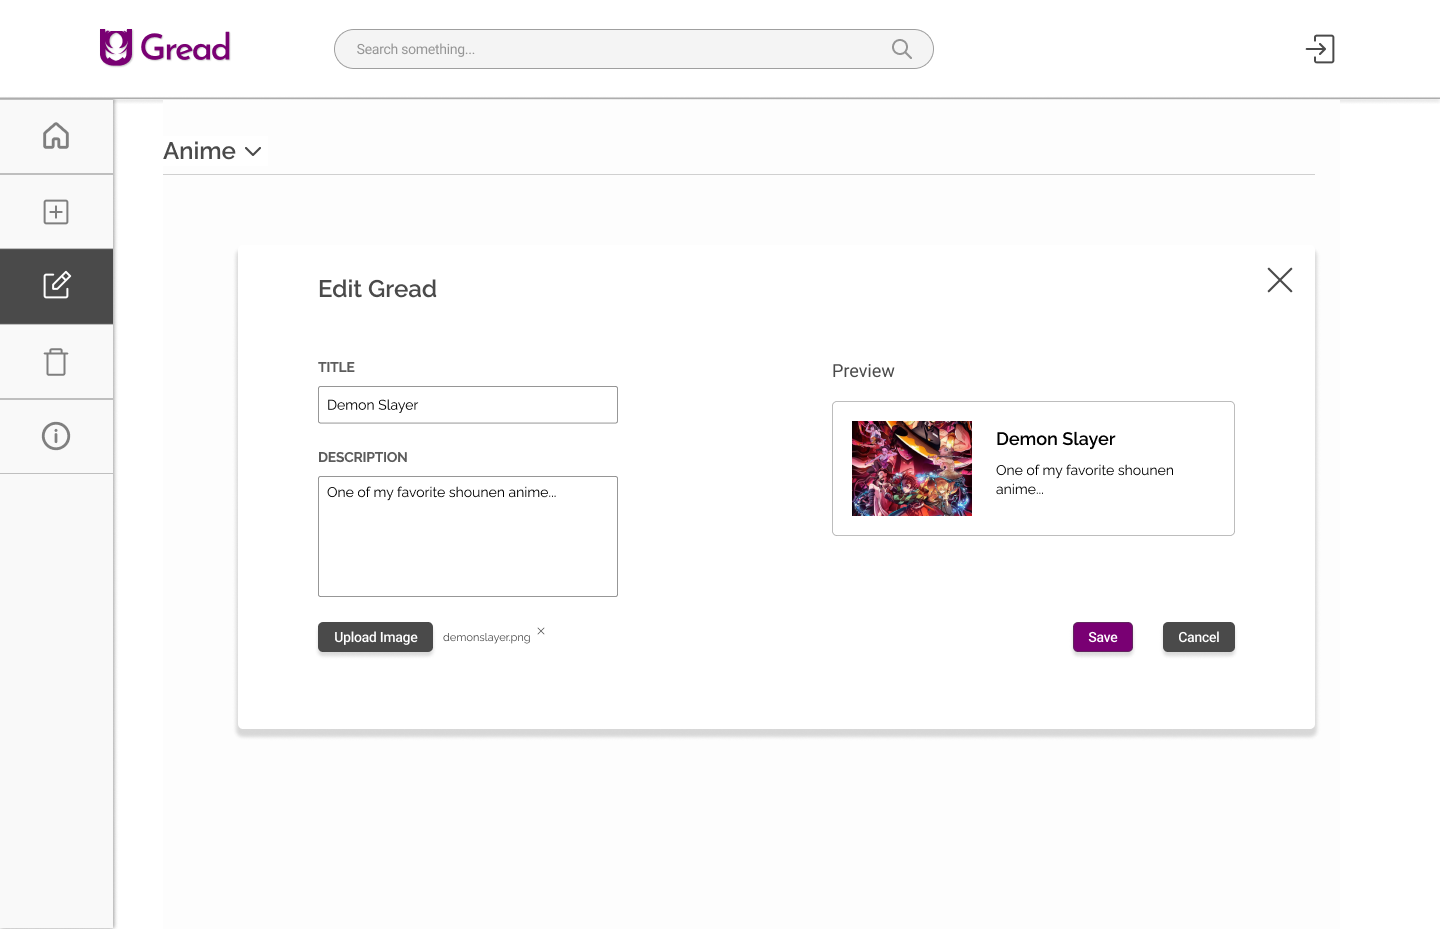 Gread
Search something...
Anime
Edit Gread
TITLE
Demon Slayer
DESCRIPTION
One of my favorite shounen anime...
Upload Image
demonslayer.png
Preview
Demon Slayer
One of my favorite shounen
anime...
Save
Cancel